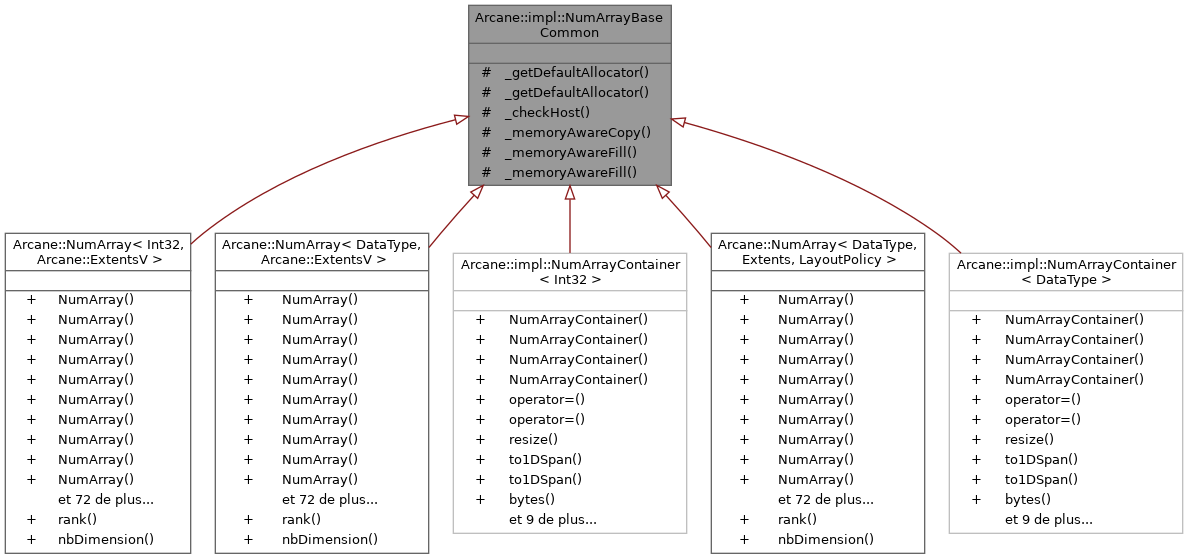 Arcane::impl::NumArrayBase
Common
# _getDefaultAllocator()
# _getDefaultAllocator()
# _checkHost()
# _memoryAwareCopy()
# _memoryAwareFill()
# _memoryAwareFill()
Arcane::NumArray< Int32,
Arcane::ExtentsV >
+ NumArray()
+ NumArray()
+ NumArray()
+ NumArray()
+ NumArray()
+ NumArray()
+ NumArray()
+ NumArray()
+ NumArray()
+ NumArray()
et 72 de plus...
+ rank()
+ nbDimension()
Arcane::NumArray< DataType,
Arcane::ExtentsV >
+ NumArray()
+ NumArray()
+ NumArray()
+ NumArray()
+ NumArray()
+ NumArray()
+ NumArray()
+ NumArray()
+ NumArray()
+ NumArray()
et 72 de plus...
+ rank()
+ nbDimension()
Arcane::impl::NumArrayContainer
< Int32 >
+ NumArrayContainer()
+ NumArrayContainer()
+ NumArrayContainer()
+ NumArrayContainer()
+ operator=()
+ operator=()
+ resize()
+ to1DSpan()
+ to1DSpan()
+ bytes()
et 9 de plus...
Arcane::NumArray< DataType,
Extents, LayoutPolicy >
+ NumArray()
+ NumArray()
+ NumArray()
+ NumArray()
+ NumArray()
+ NumArray()
+ NumArray()
+ NumArray()
+ NumArray()
+ NumArray()
et 72 de plus...
+ rank()
+ nbDimension()
Arcane::impl::NumArrayContainer
< DataType >
+ NumArrayContainer()
+ NumArrayContainer()
+ NumArrayContainer()
+ NumArrayContainer()
+ operator=()
+ operator=()
+ resize()
+ to1DSpan()
+ to1DSpan()
+ bytes()
et 9 de plus...